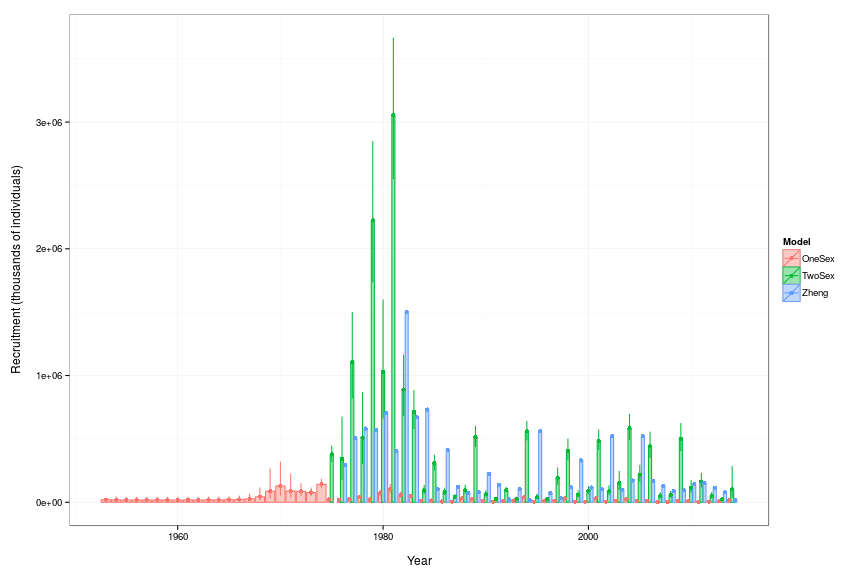 Recruitment (thousands of individuals)
3e+06
2e+06
1e+06
0e+00
1960
1980
2000
Year
Model
OneSex
TwoSex
Zheng